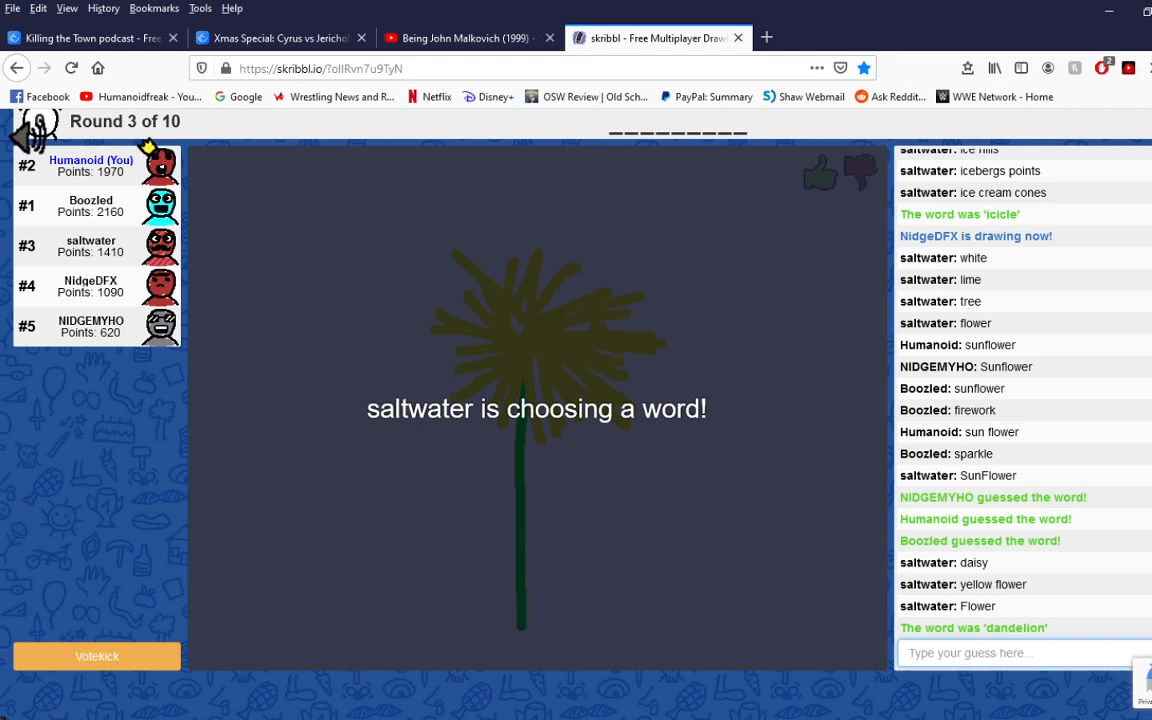 File Edit View History Bookmarks Tools Help
Killing the Town podcast - Free
Xmas Special: Cyrus vs Jericho!
Being John Malkovich (1999) -
skribbl - Free Multiplayer Draw
https://skribbl.io/?olIRvn7u9TyN
2
Facebook
Humanoidfreak - You...
Google
Wrestling News and R...
Netflix
Disney+
OSW Review | Old Sch...
PayPal: Summary
Shaw Webmail
Ask Reddit...
WWE Network - Home
0
Round 3 of 10
_________
#2 Humanoid (You)
Points: 1970
#1 Boozled
Points: 2160
#3 saltwater
Points: 1410
#4 NidgeDFX
Points: 1090
#5 NIDGEMYHO
Points: 620
Votekick
saltwater is choosing a word!
saltwater: ice hills
saltwater: icebergs points
saltwater: ice cream cones
The word was 'icicle'
NidgeDFX is drawing now!
saltwater: white
saltwater: lime
saltwater: tree
saltwater: flower
Humanoid: sunflower
NIDGEMYHO: Sunflower
Boozled: sunflower
Boozled: firework
Humanoid: sun flower
Boozled: sparkle
saltwater: SunFlower
NIDGEMYHO guessed the word!
Humanoid guessed the word!
Boozled guessed the word!
saltwater: daisy
saltwater: yellow flower
saltwater: Flower
The word was 'dandelion'
Type your guess here...